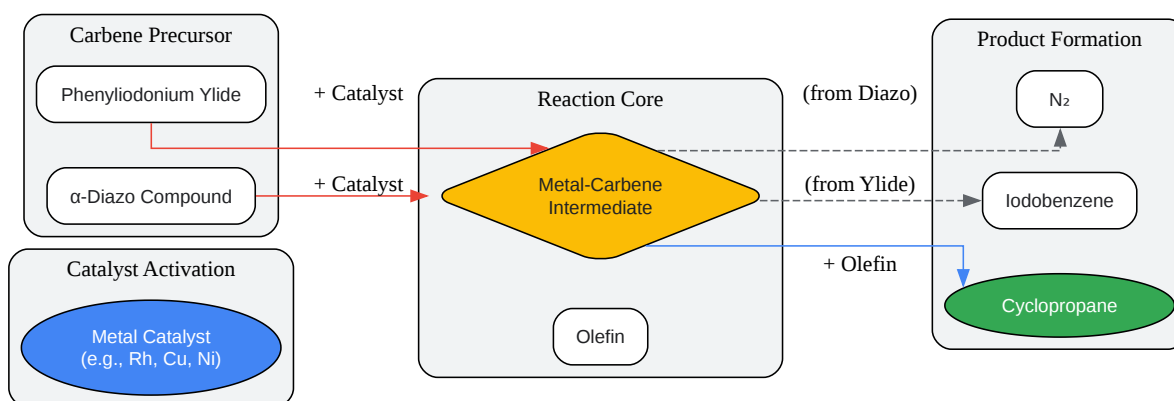 Carbene Precursor
Phenyliodonium Ylide
α-Diazo Compound
Catalyst Activation
Metal Catalyst
(e.g., Rh, Cu, Ni)
+ Catalyst
+ Catalyst
Reaction Core
Metal-Carbene
Intermediate
Olefin
(from Diazo)
(from Ylide)
+ Olefin
Product Formation
N₂
Iodobenzene
Cyclopropane